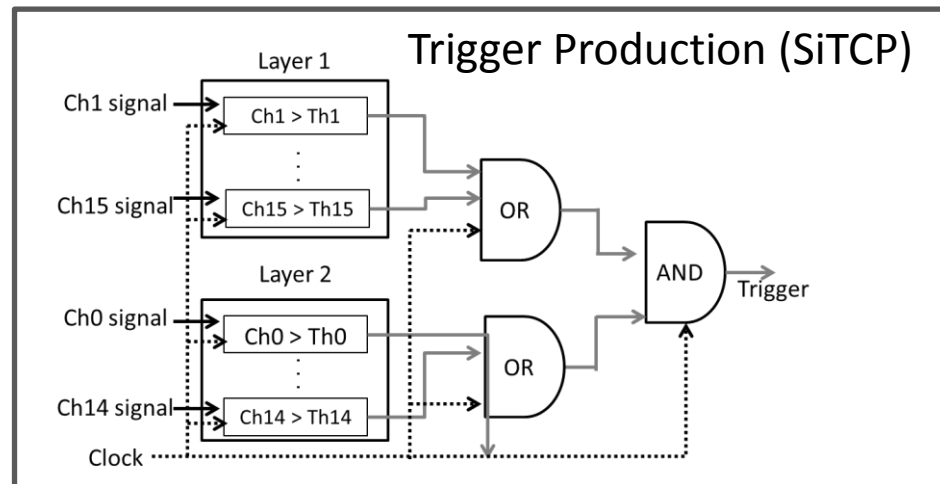 Trigger Production (SiTCP)
Layer 1
Ch1 signal
Ch1 > Th1
Ch15 signal
Ch15 > Th15
OR
Layer 2
AND
Trigger
Ch0 signal
Ch0 > Th0
OR
Ch14 signal
Ch14 > Th14
Clock